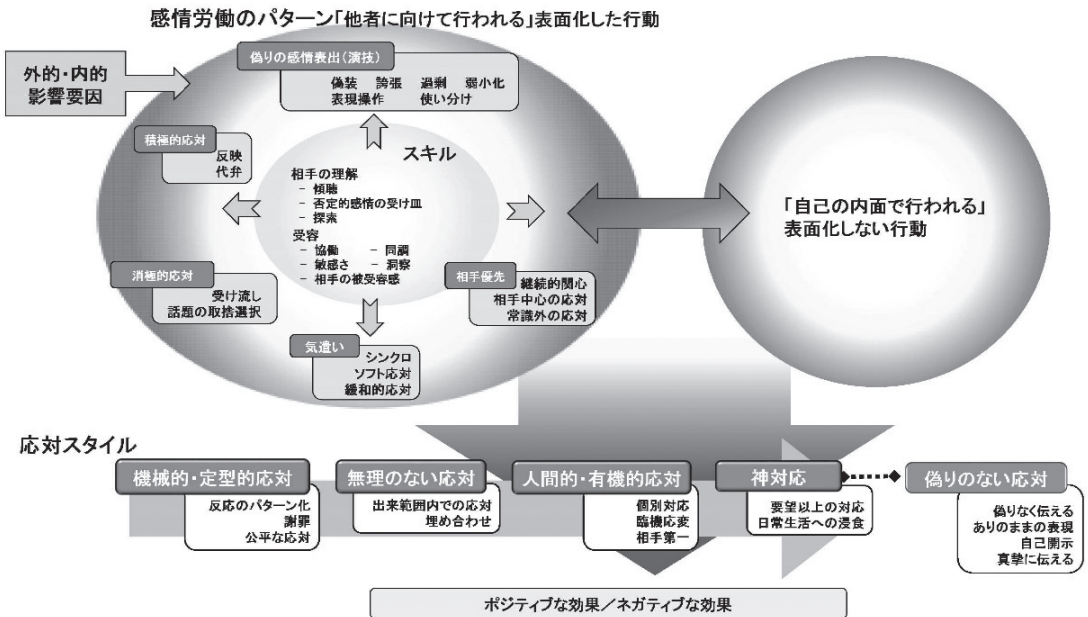 感情労働のパターン「他者に向けて行われる」表面化した行動
外的・内的
影響要因
偽りの感情表出(演技)
偽装 誇張 過剰 弱小化
表現操作 使い分け
積極的応対
反映
代弁
スキル
相手の理解
- 傾聴
- 否定的感情の受け皿
- 探索
受容
- 協働 - 同調
- 敏感さ - 洞察
- 相手の被受容感
消極的応対
受け流し
話題の取捨選択
相手優先
継続的関心
相手中心の応対
常識外の応対
気遣い
シンクロ
ソフト応対
緩和的応対
「自己の内面で行われる」
表面化しない行動
応対スタイル
機械的・定型的応対
反応のパターン化
謝罪
公平な応対
無理のない応対
出来範囲内での応対
埋め合わせ
人間的・有機的応対
個別対応
臨機応変
相手第一
神対応
要望以上の対応
日常生活への浸食
偽りのない応対
偽りなく伝える
ありのままの表現
自己開示
真摯に伝える
ポジティブな効果/ネガティブな効果